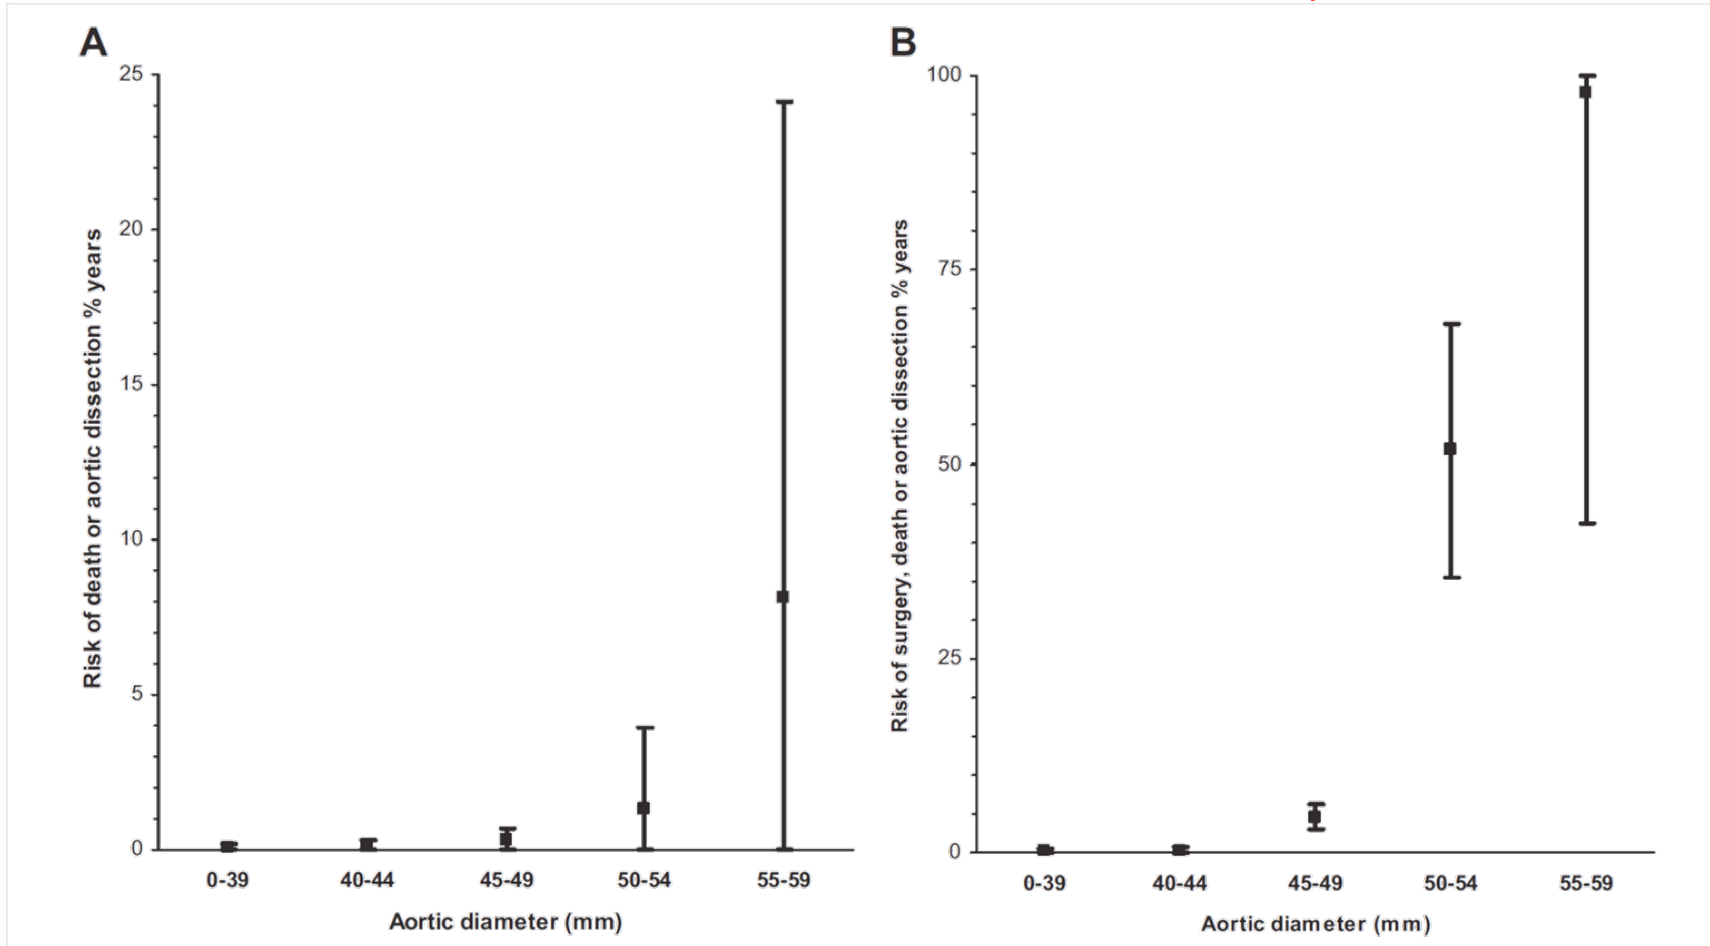 A
Risk of death or aortic dissection % years
25
20
15
10
5
0
0-39 40-44 45-49 50-54 55-59
Aortic diameter (mm)
B
Risk of surgery, death or aortic dissection % years
100
75
50
25
0
0-39 40-44 45-49 50-54 55-59
Aortic diameter (mm)